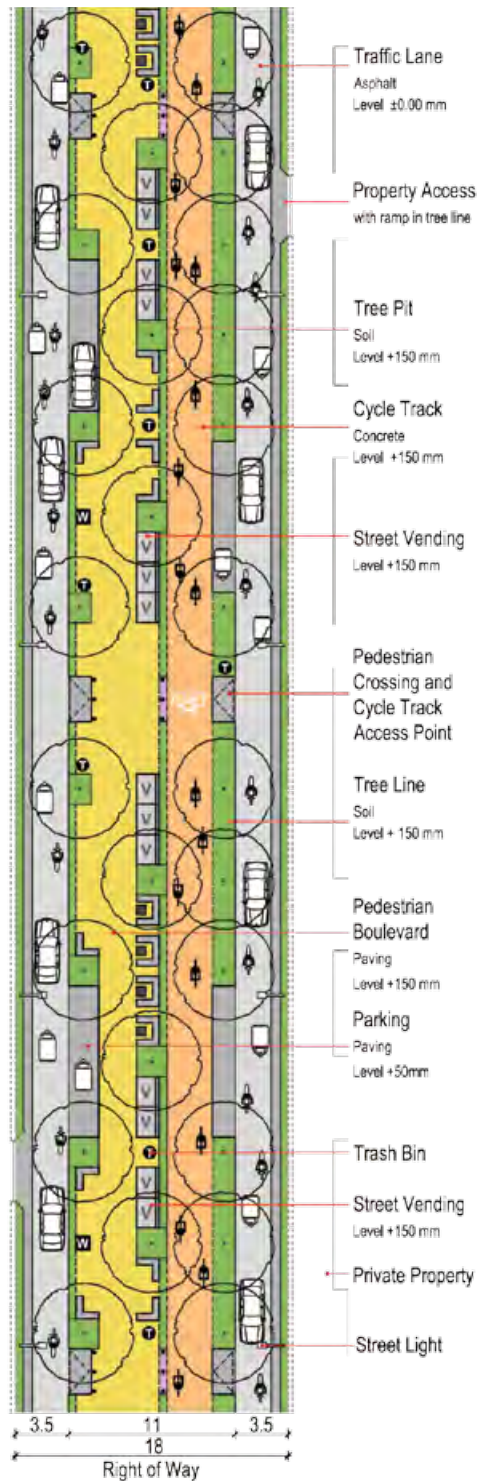 Traffic Lane
Asphalt
Level ±0.00 mm
Property Access
with ramp in tree line
Tree Pit
Soil
Level +150 mm
Cycle Track
Concrete
Level +150 mm
Street Vending
Level +150 mm
Pedestrian
Crossing and
Cycle Track
Access Point
Tree Line
Soil
Level + 150 mm
Pedestrian
Boulevard
Paving
Level +150 mm
Parking
Paving
Level +50mm
Trash Bin
Street Vending
Level +150 mm
Private Property
Street Light
T
T
V
V
T
V
V
T
W
V
T
V
V
T
V
T
V
V
V
V
T
V
W
V
T
3.5 11 3.5
18
Right of Way